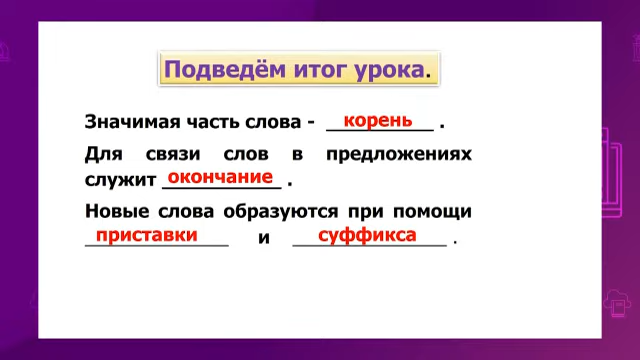 Подведём итог урока.
Значимая часть слова - корень .
Для связи слов в предложениях
служит окончание .
Новые слова образуются при помощи
приставки и суффикса .